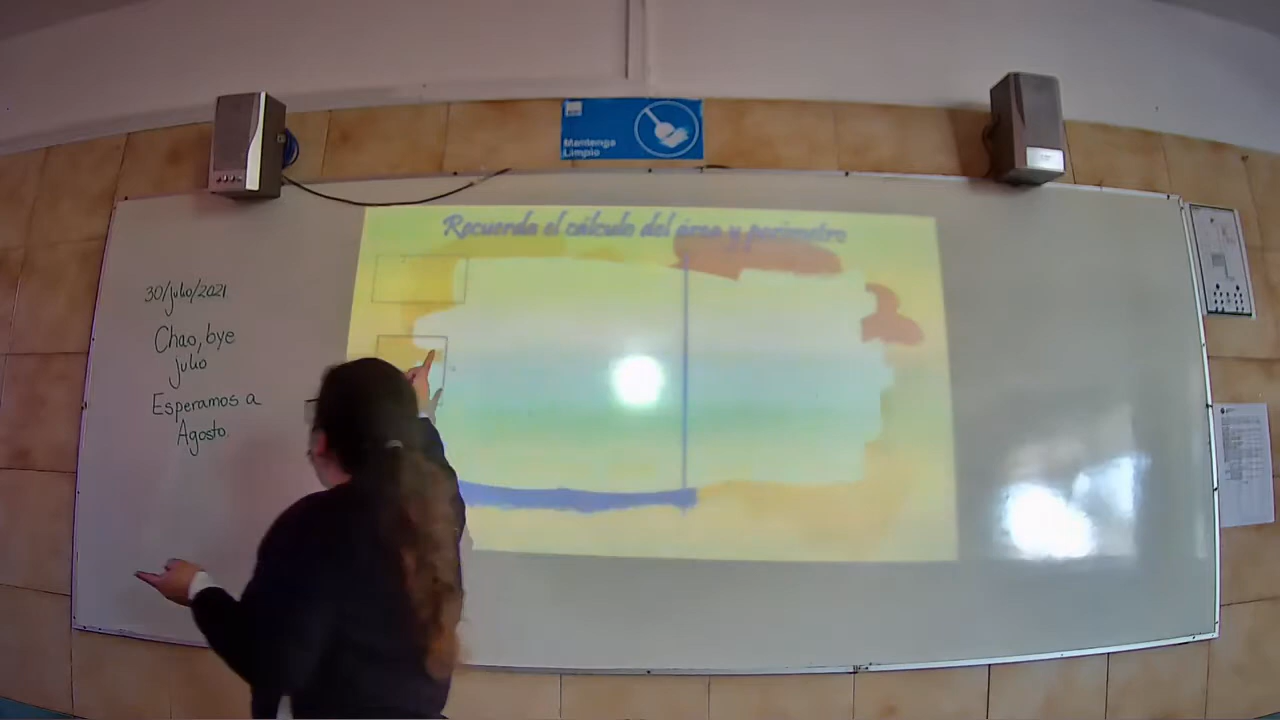 Mantenga
Limpio
Recuerda el cálculo del área y perímetro
30/julio/2021
Chao, bye
julio
Esperamos a
Agosto.